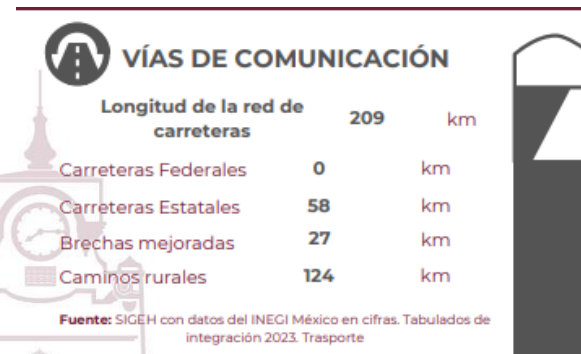 VÍAS DE COMUNICACIÓN
Longitud de la red de
carreteras
209 km
Carreteras Federales 0 km
Carreteras Estatales 58 km
Brechas mejoradas 27 km
Caminos rurales 124 km
Fuente: SIGEH con datos del INEGI México en cifras. Tabulados de
integración 2023. Trasporte